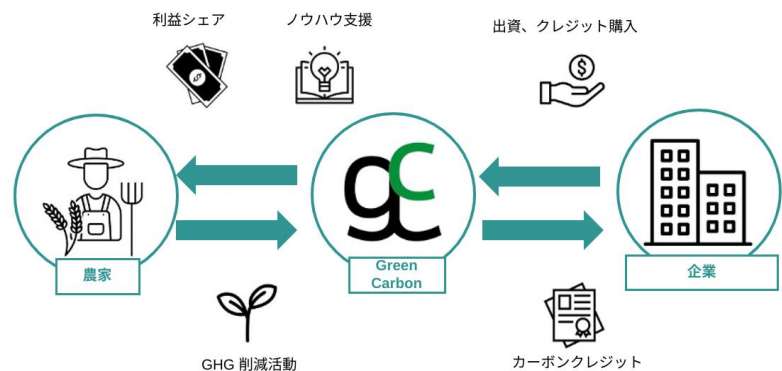 利益シェア
ノウハウ支援
出資、クレジット購入
gc
農家
Green
Carbon
企業
GHG 削減活動
カーボンクレジット